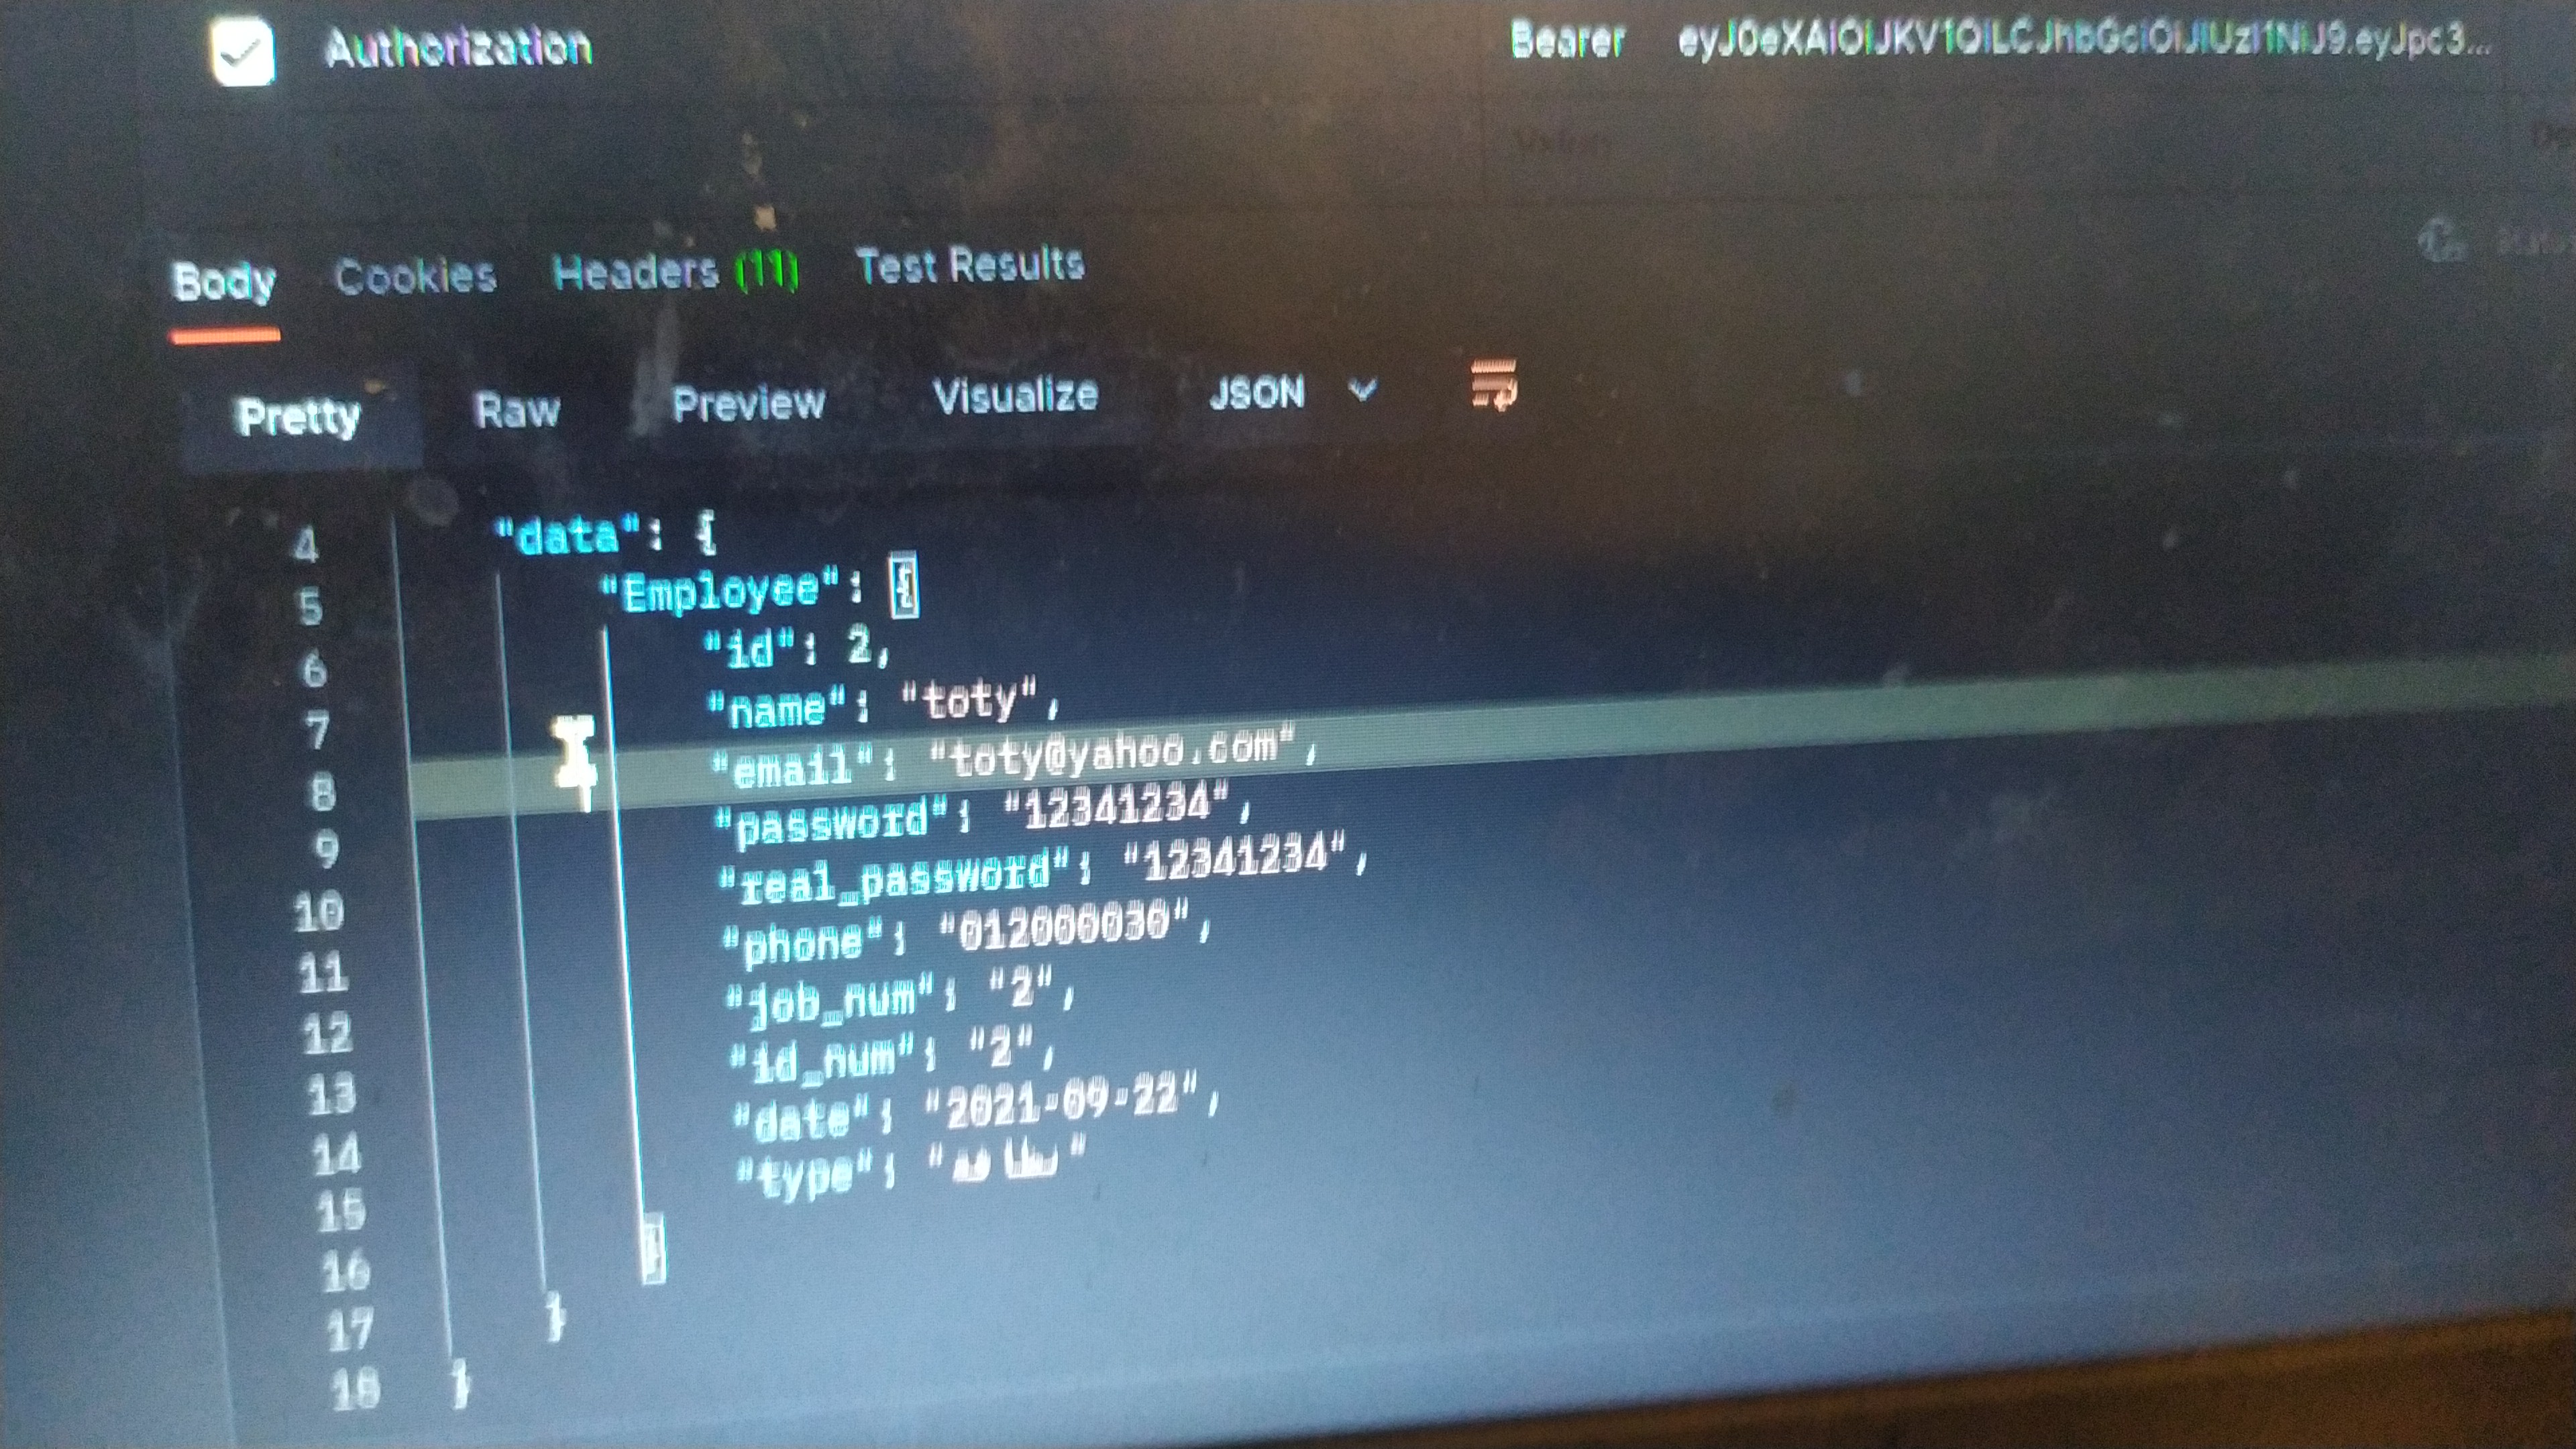 Authorization Bearer eyJ0eXAiOiJKV1QiLCJhbGciOiJIUzI1NiJ9.eyJpc3...
Body Cookies Headers (11) Test Results
Pretty Raw Preview Visualize JSON
4 "data": {
5 "Employee": {
6 "id": 2,
7 "name": "toty",
8 "email": "toty@yahoo.com",
9 "password": "12341234",
10 "real_password": "12341234",
11 "phone": "012000030",
12 "job_num": "2",
13 "id_num": "2",
14 "date": "2021-09-22",
15 "type":
16 }
17 }
18 }